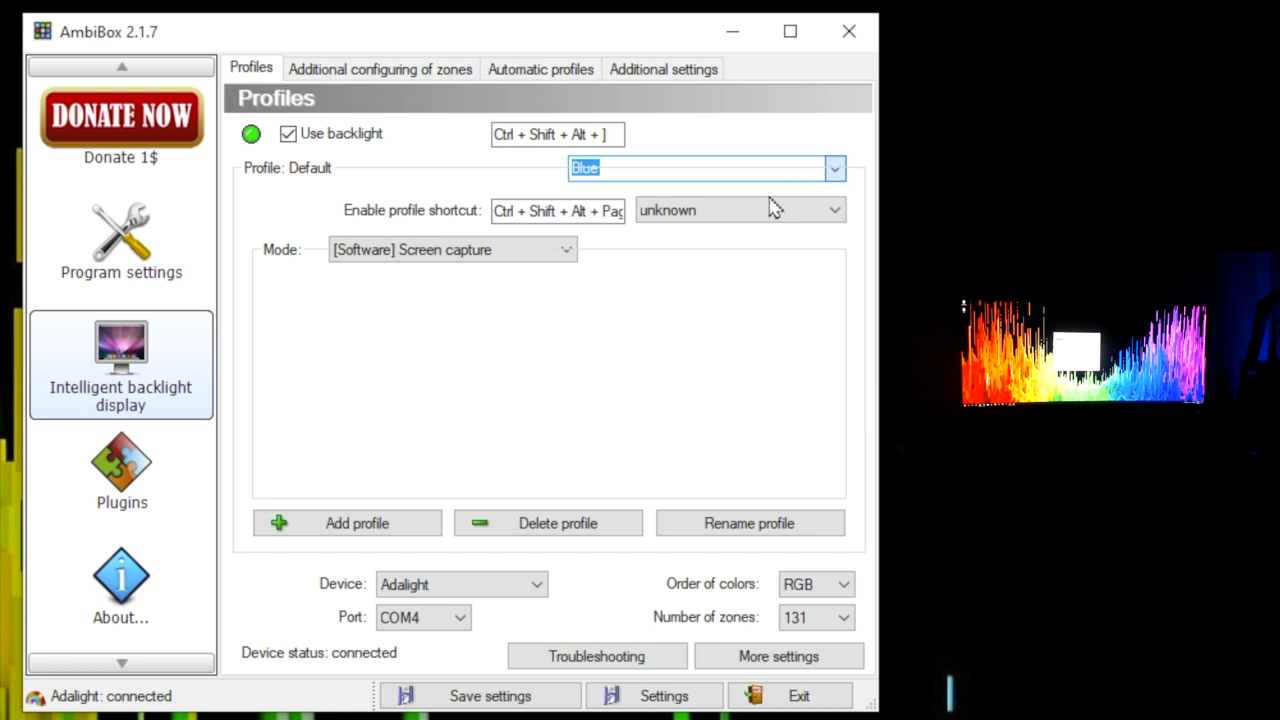 AmbiBox 2.1.7
DONATE NOW
Donate 1$
Program settings
Intelligent backlight
display
Plugins
About...
Profiles
Additional configuring of zones
Automatic profiles
Additional settings
Profiles
Use backlight
Ctrl + Shift + Alt + ]
Profile: Default
Blue
Enable profile shortcut:
Ctrl + Shift + Alt + Pag
unknown
Mode:
[Software] Screen capture
Add profile
Delete profile
Rename profile
Device:
Adalight
Order of colors:
RGB
Port:
COM4
Number of zones:
131
Device status: connected
Troubleshooting
More settings
Adalight: connected
Save settings
Settings
Exit